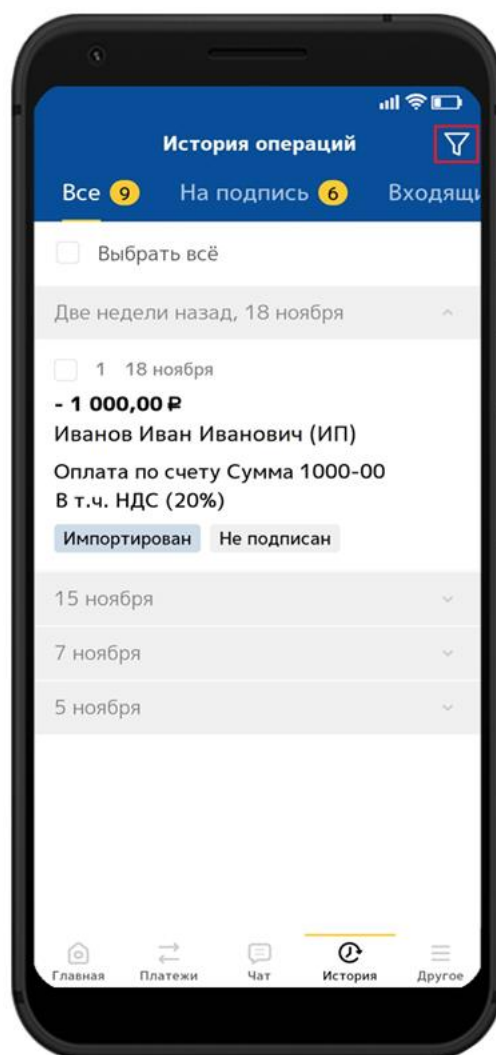 История операций
Все 9 На подпись 6 Входящи
Выбрать всё
Две недели назад, 18 ноября
1 18 ноября
- 1 000,00 ₽
Иванов Иван Иванович (ИП)
Оплата по счету Сумма 1000-00
В т.ч. НДС (20%)
Импортирован Не подписан
15 ноября
7 ноября
5 ноября
Главная Платежи Чат История Другое